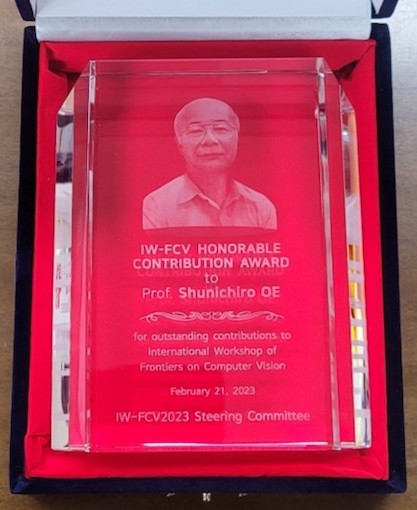 IW-FCV HONORABLE
CONTRIBUTION AWARD
to
Prof. Shunichiro OE
for outstanding contributions to
International Workshop of
Frontiers on Computer Vision
February 21, 2023
IW-FCV2023 Steering Committee